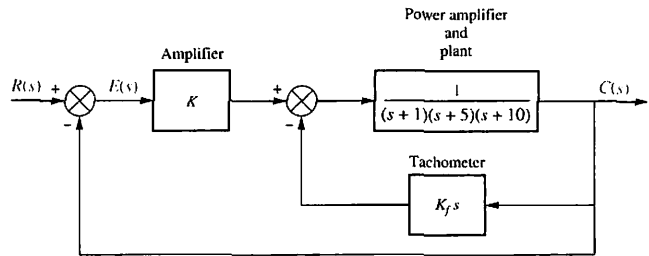 Power amplifier
and
plant
Amplifier
R(s) + E(s) K + 1 C(s)
(s + 1)(s + 5)(s + 10)
− −
Tachometer
K_f s